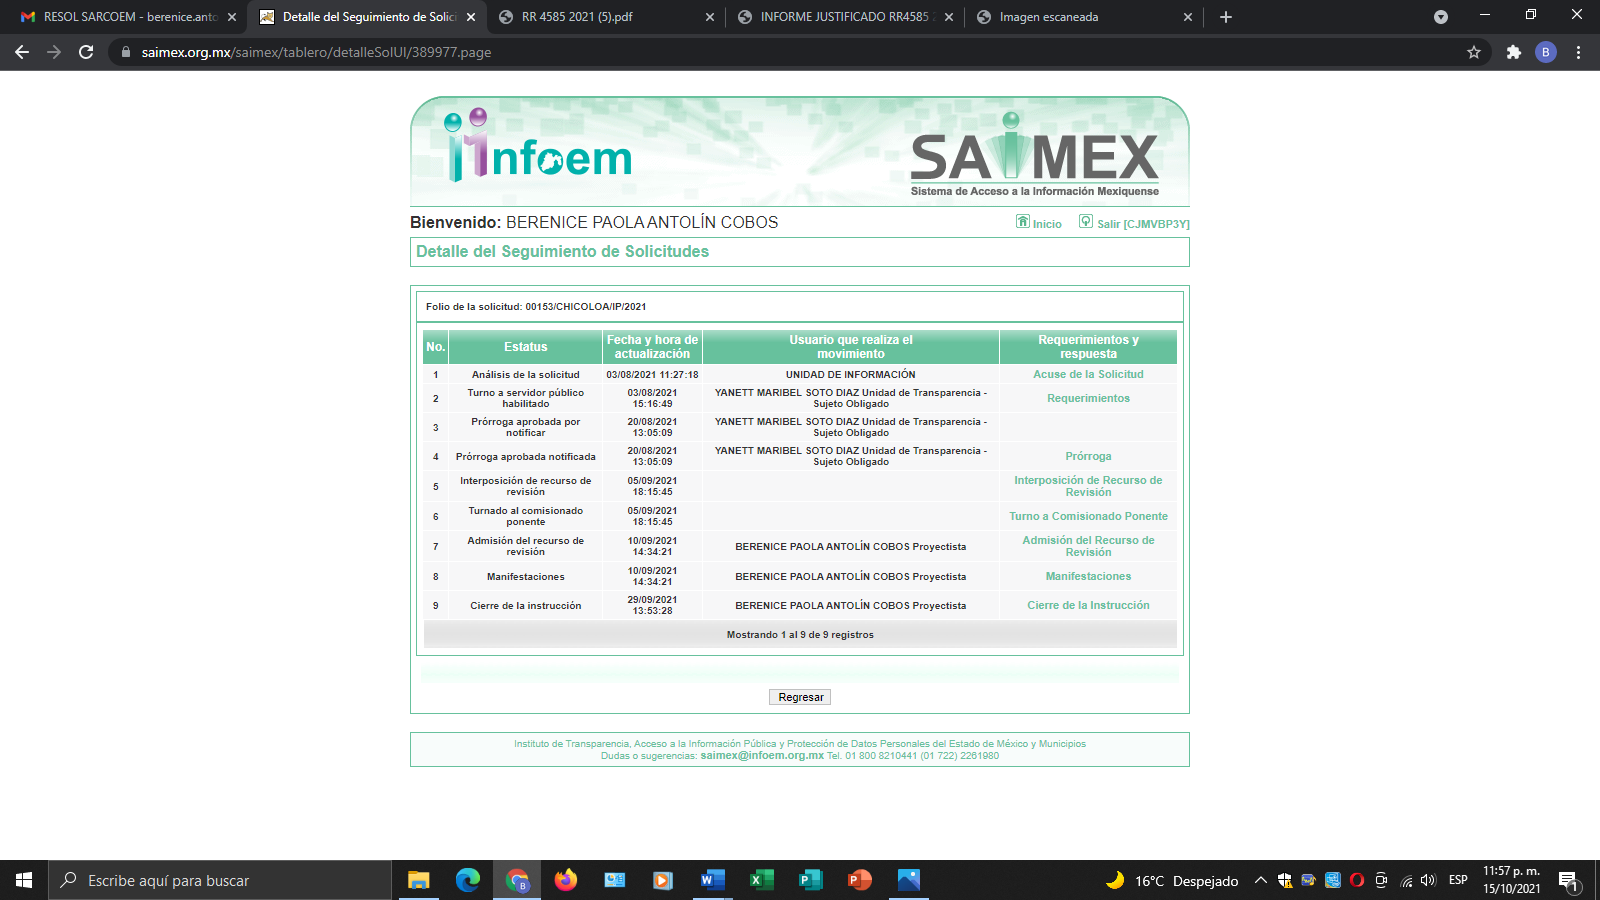 RESOL SARCOEM - berenice.anto
Detalle del Seguimiento de Solici
RR 4585 2021 (5).pdf
INFORME JUSTIFICADO RR4585 2
Imagen escaneada
saimex.org.mx/saimex/tablero/detalleSolUI/389977.page
B
infoem
SAIMEX
Sistema de Acceso a la Información Mexiquense
Bienvenido: BERENICE PAOLA ANTOLÍN COBOS
Inicio
Salir [CJMVBP3Y]
Detalle del Seguimiento de Solicitudes
Folio de la solicitud: 00153/CHICOLOA/IP/2021
No. Estatus Fecha y hora de actualización Usuario que realiza el movimiento Requerimientos y respuesta
1 Análisis de la solicitud 03/08/2021 11:27:18 UNIDAD DE INFORMACIÓN Acuse de la Solicitud
2 Turno a servidor público habilitado 03/08/2021 15:16:49 YANETT MARIBEL SOTO DIAZ Unidad de Transparencia - Sujeto Obligado Requerimientos
3 Prórroga aprobada por notificar 20/08/2021 13:05:09 YANETT MARIBEL SOTO DIAZ Unidad de Transparencia - Sujeto Obligado
4 Prórroga aprobada notificada 20/08/2021 13:05:09 YANETT MARIBEL SOTO DIAZ Unidad de Transparencia - Sujeto Obligado Prórroga
5 Interposición de recurso de revisión 05/09/2021 18:15:45 Interposición de Recurso de Revisión
6 Turnado al comisionado ponente 05/09/2021 18:15:45 Turno a Comisionado Ponente
7 Admisión del recurso de revisión 10/09/2021 14:34:21 BERENICE PAOLA ANTOLÍN COBOS Proyectista Admisión del Recurso de Revisión
8 Manifestaciones 10/09/2021 14:34:21 BERENICE PAOLA ANTOLÍN COBOS Proyectista Manifestaciones
9 Cierre de la instrucción 29/09/2021 13:53:28 BERENICE PAOLA ANTOLÍN COBOS Proyectista Cierre de la Instrucción
Mostrando 1 al 9 de 9 registros
Regresar
Instituto de Transparencia, Acceso a la Información Pública y Protección de Datos Personales del Estado de México y Municipios
Dudas o sugerencias: saimex@infoem.org.mx Tel. 01 800 8210441 (01 722) 2261980
Escribe aquí para buscar
16°C Despejado
ESP
11:57 p. m.
15/10/2021
1